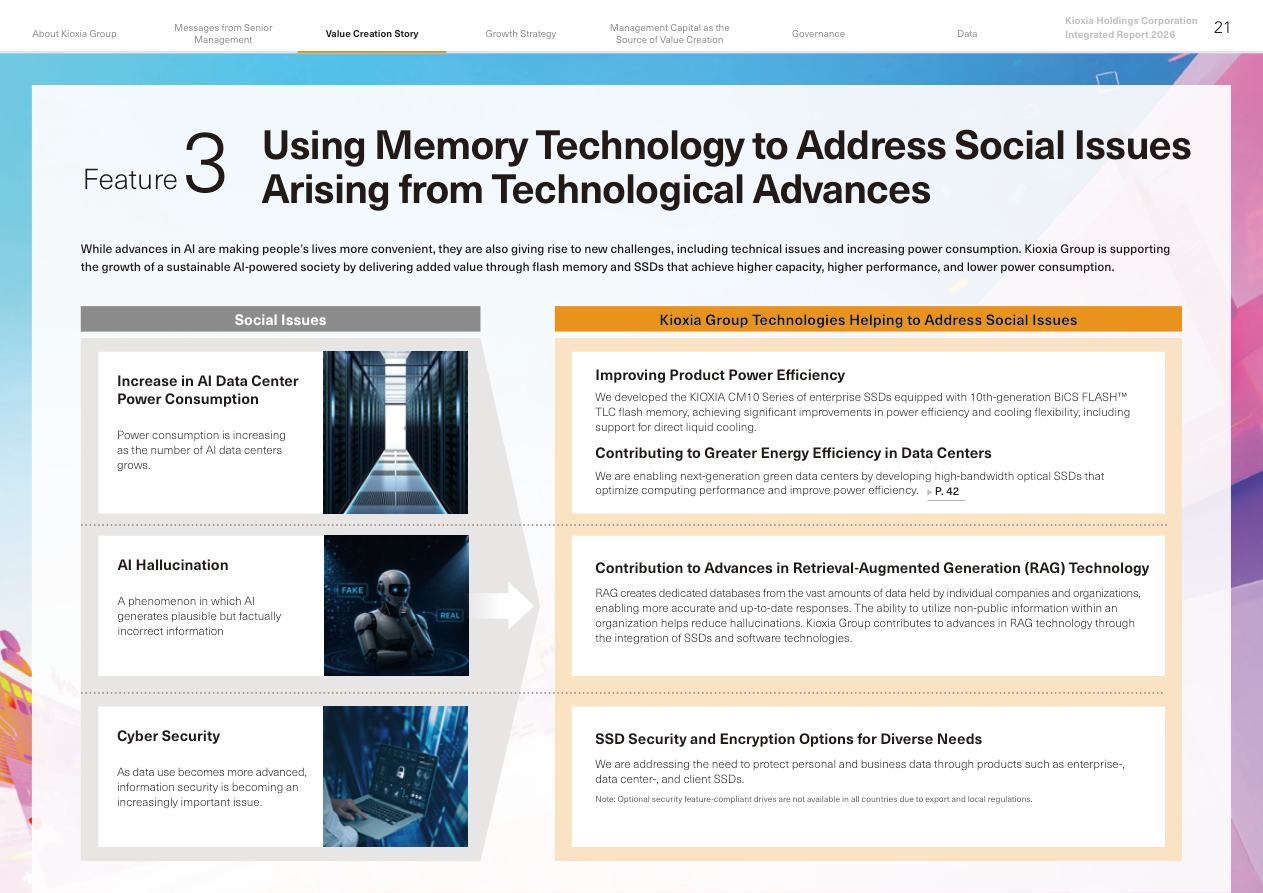 About Kioxia Group
Messages from Senior
Management
Value Creation Story
Growth Strategy
Management Capital as the
Source of Value Creation
Governance
Data
Kioxia Holdings Corporation
Integrated Report 2026
21
Feature 3
Using Memory Technology to Address Social Issues
Arising from Technological Advances
While advances in AI are making people’s lives more convenient, they are also giving rise to new challenges, including technical issues and increasing power consumption. Kioxia Group is supporting
the growth of a sustainable AI-powered society by delivering added value through flash memory and SSDs that achieve higher capacity, higher performance, and lower power consumption.
Social Issues
Kioxia Group Technologies Helping to Address Social Issues
Increase in AI Data Center
Power Consumption
Power consumption is increasing
as the number of AI data centers
grows.
Improving Product Power Efficiency
We developed the KIOXIA CM10 Series of enterprise SSDs equipped with 10th-generation BiCS FLASH™
TLC flash memory, achieving significant improvements in power efficiency and cooling flexibility, including
support for direct liquid cooling.
Contributing to Greater Energy Efficiency in Data Centers
We are enabling next-generation green data centers by developing high-bandwidth optical SSDs that
optimize computing performance and improve power efficiency. P. 42
AI Hallucination
A phenomenon in which AI
generates plausible but factually
incorrect information
FAKE
REAL
Contribution to Advances in Retrieval-Augmented Generation (RAG) Technology
RAG creates dedicated databases from the vast amounts of data held by individual companies and organizations,
enabling more accurate and up-to-date responses. The ability to utilize non-public information within an
organization helps reduce hallucinations. Kioxia Group contributes to advances in RAG technology through
the integration of SSDs and software technologies.
Cyber Security
As data use becomes more advanced,
information security is becoming an
increasingly important issue.
SSD Security and Encryption Options for Diverse Needs
We are addressing the need to protect personal and business data through products such as enterprise-,
data center-, and client SSDs.
Note: Optional security feature-compliant drives are not available in all countries due to export and local regulations.